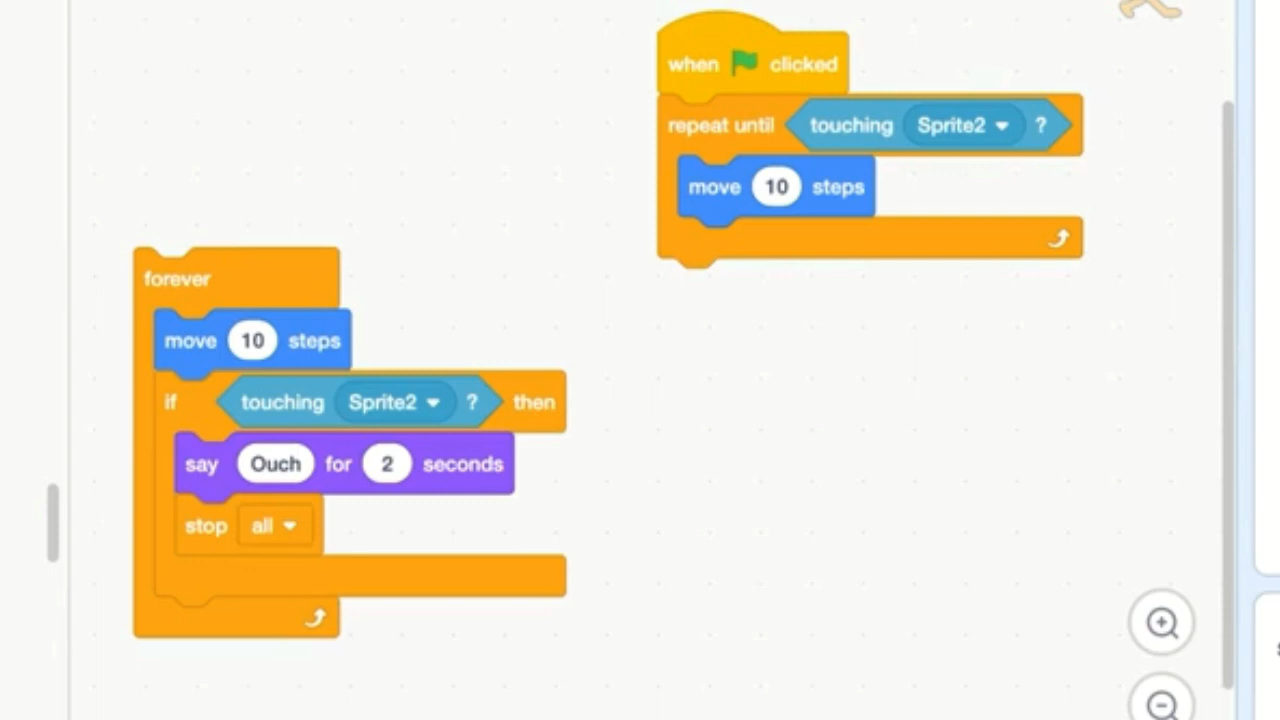 when clicked
repeat until touching Sprite2 ?
move 10 steps
forever
move 10 steps
if touching Sprite2 ? then
say Ouch for 2 seconds
stop all